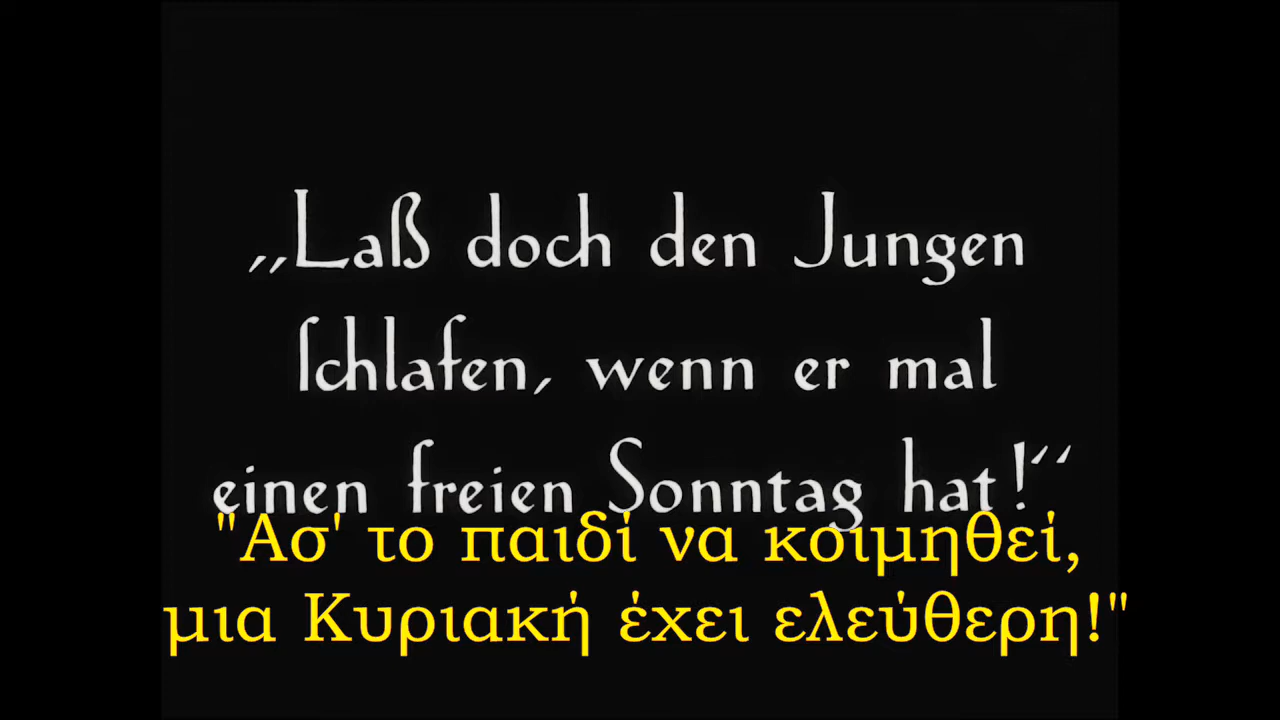 „Laß doch den Jungen
ſchlafen, wenn er mal
einen freien Sonntag hat!“
"Ασ' το παιδί να κοιμηθεί,
μια Κυριακή έχει ελεύθερη!"